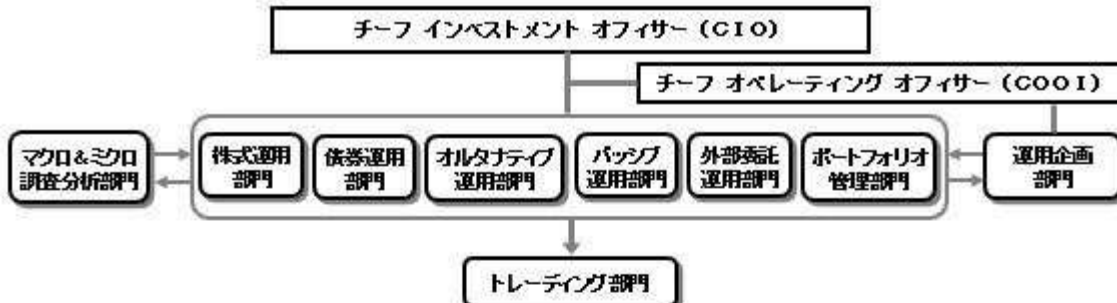 チーフ インベストメント オフィサー (CIO)
チーフ オペレーティング オフィサー (COOI)
マクロ&ミクロ
調査分析部門
株式運用
部門
債券運用
部門
オルタナティブ
運用部門
パッシブ
運用部門
外部委託
運用部門
ポートフォリオ
管理部門
運用企画
部門
トレーディング部門